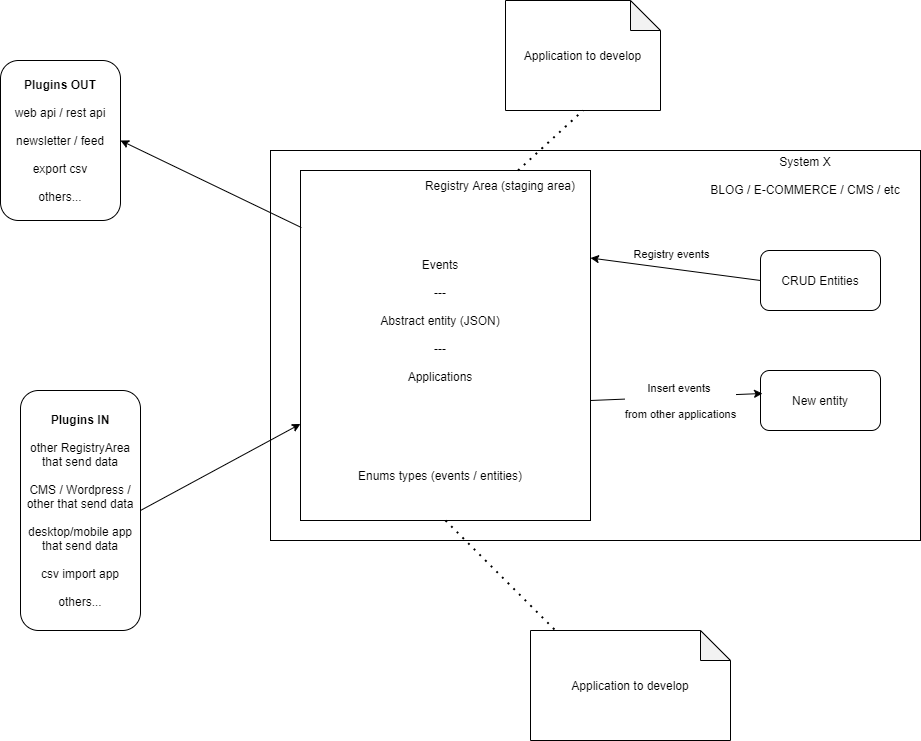 Application to develop
Plugins OUT
web api / rest api
newsletter / feed
export csv
others...
System X
BLOG / E-COMMERCE / CMS / etc
Registry Area (staging area)
Events
---
Abstract entity (JSON)
---
Applications
Enums types (events / entities)
Registry events
CRUD Entities
Insert events
from other applications
New entity
Plugins IN
other RegistryArea
that send data
CMS / Wordpress /
other that send data
desktop/mobile app
that send data
csv import app
others...
Application to develop